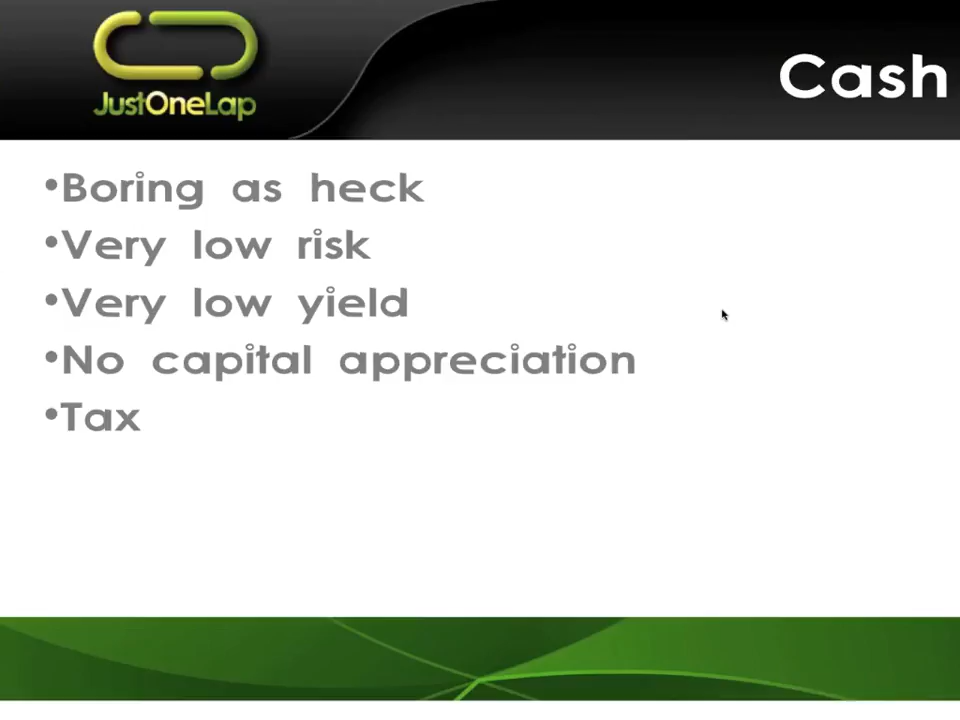 JustOneLap
Cash
•Boring as heck
•Very low risk
•Very low yield
•No capital appreciation
•Tax